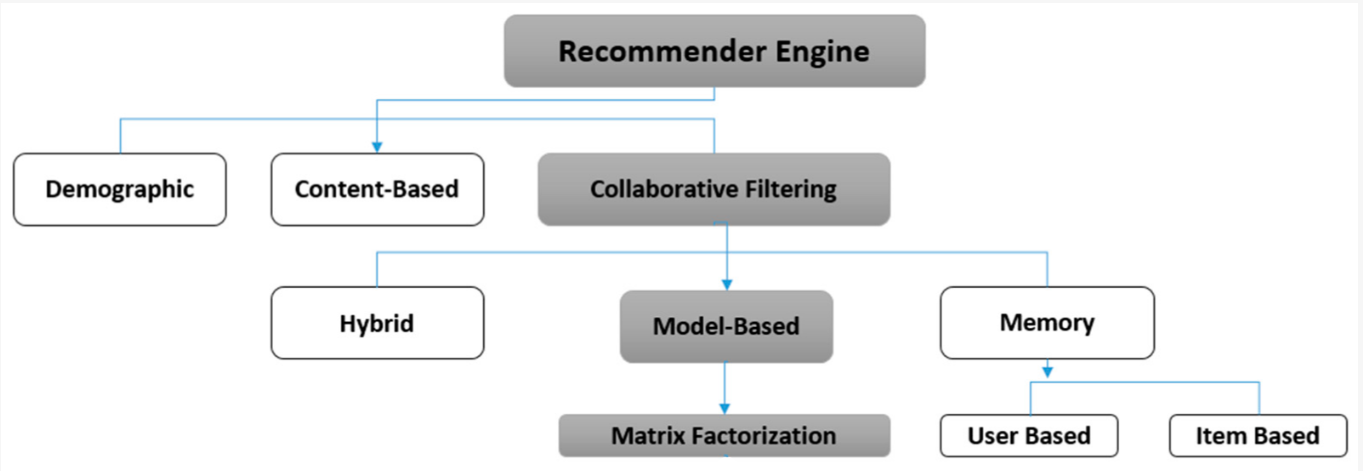 Recommender Engine
Demographic
Content-Based
Collaborative Filtering
Hybrid
Model-Based
Memory
Matrix Factorization
User Based
Item Based